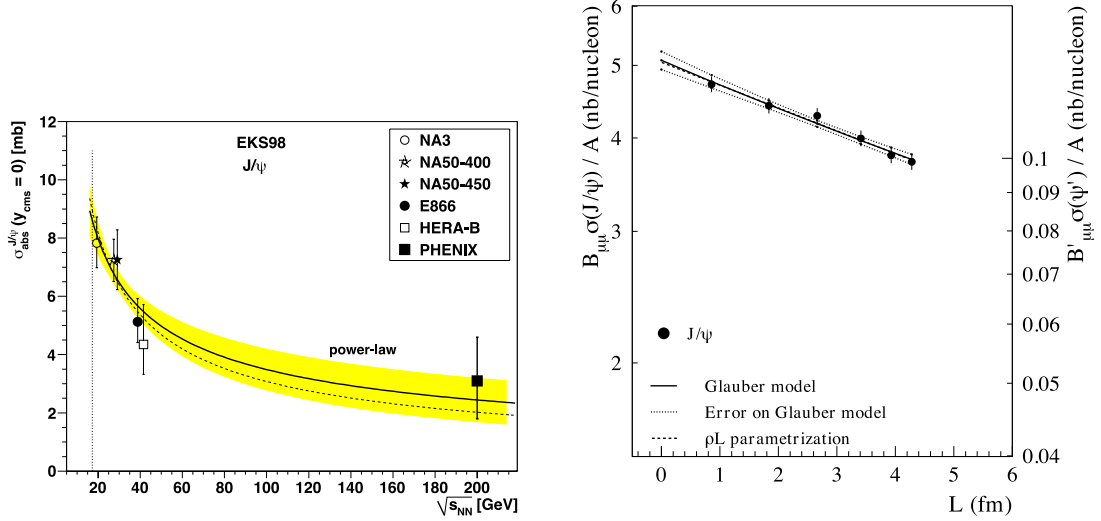 12
10
8
6
4
2
0
σ_abs^J/ψ (y_cms = 0) [mb]
EKS98
J/ψ
NA3
NA50-400
NA50-450
E866
HERA-B
PHENIX
power-law
20 40 60 80 100 120 140 160 180 200
√s_NN [GeV]
6
5
4
3
2
B_μμσ(J/ψ) / A (nb/nucleon)
J/ψ
Glauber model
Error on Glauber model
ρL parametrization
0 1 2 3 4 5 6
L (fm)
0.1
0.09
0.08
0.07
0.06
0.05
0.04
B'_μμσ(ψ') / A (nb/nucleon)